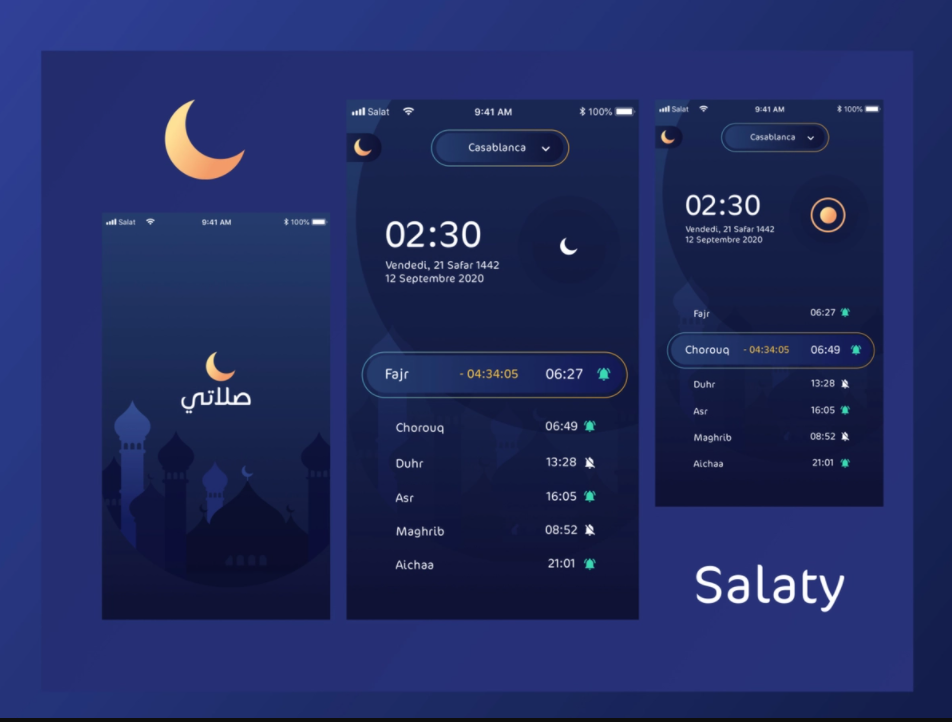 Salat 9:41 AM 100%
صلاتي
Salat 9:41 AM 100%
Casablanca
02:30
Vendedi, 21 Safar 1442
12 Septembre 2020
Fajr - 04:34:05 06:27
Chorouq 06:49
Duhr 13:28
Asr 16:05
Maghrib 08:52
Aichaa 21:01
Salat 9:41 AM 100%
Casablanca
02:30
Vendredi, 21 Safar 1442
12 Septembre 2020
Fajr 06:27
Chorouq - 04:34:05 06:49
Duhr 13:28
Asr 16:05
Maghrib 08:52
Aichaa 21:01
Salaty